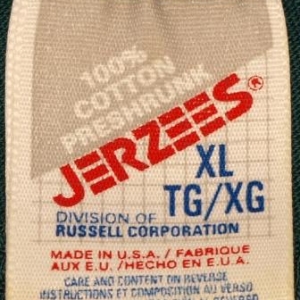 100%
COTTON
PRESHRUNK
JERZEES®
XL
TG/XG
DIVISION OF
RUSSELL CORPORATION
MADE IN U.S.A. / FABRIQUE
AUX E.U. /HECHO EN E.U.A.
CARE AND CONTENT ON REVERSE
INSTRUCTIONS ET COMPOSITION AU VERSO